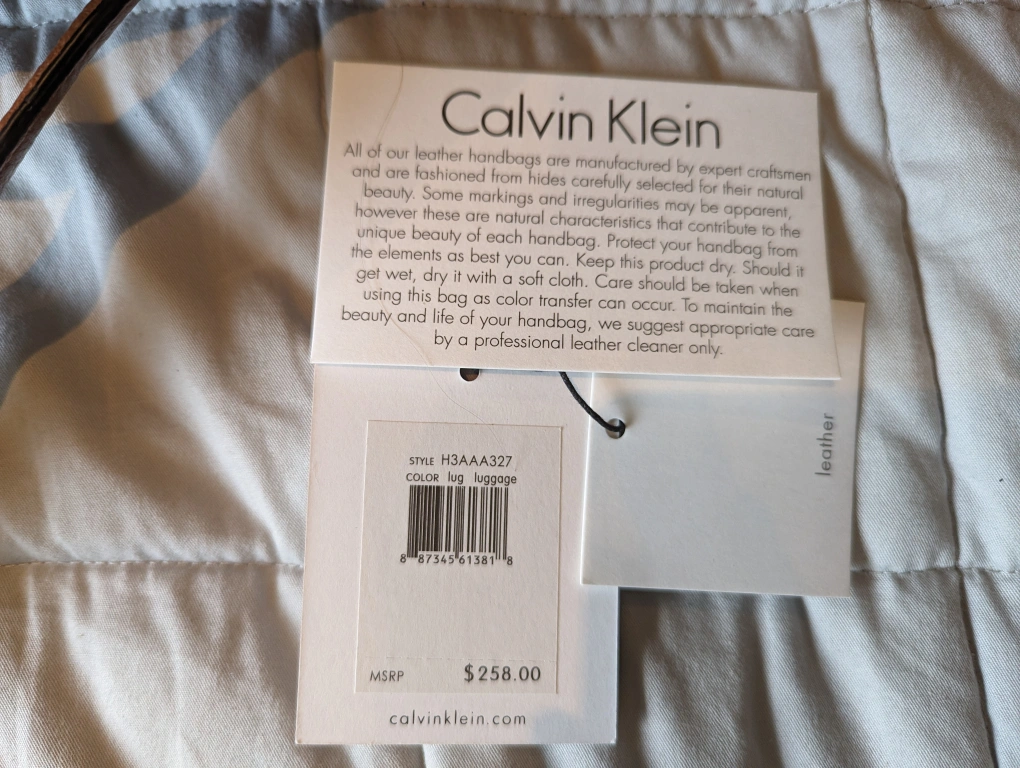 Calvin Klein
All of our leather handbags are manufactured by expert craftsmen
and are fashioned from hides carefully selected for their natural
beauty. Some markings and irregularities may be apparent,
however these are natural characteristics that contribute to the
unique beauty of each handbag. Protect your handbag from
the elements as best you can. Keep this product dry. Should it
get wet, dry it with a soft cloth. Care should be taken when
using this bag as color transfer can occur. To maintain the
beauty and life of your handbag, we suggest appropriate care
by a professional leather cleaner only.
leather
STYLE H3AAA327
COLOR lug luggage
8 87345 61381 8
MSRP $258.00
calvinklein.com